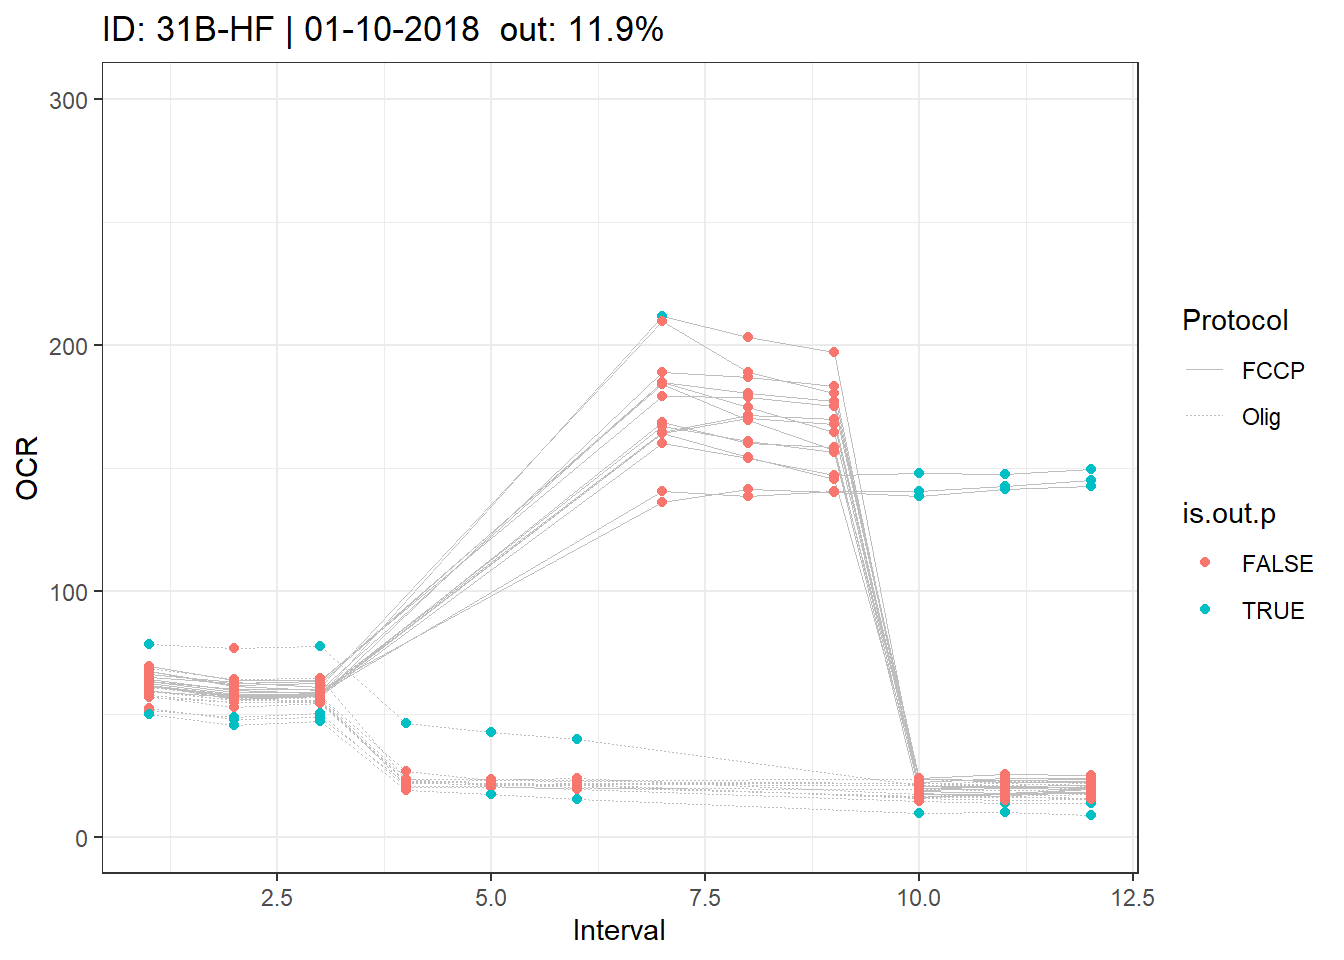 ID: 31B-HF | 01-10-2018  out: 11.9%
OCR
300
200
100
0
2.5
5.0
7.5
10.0
12.5
Interval
Protocol
FCCP
Olig
is.out.p
FALSE
TRUE